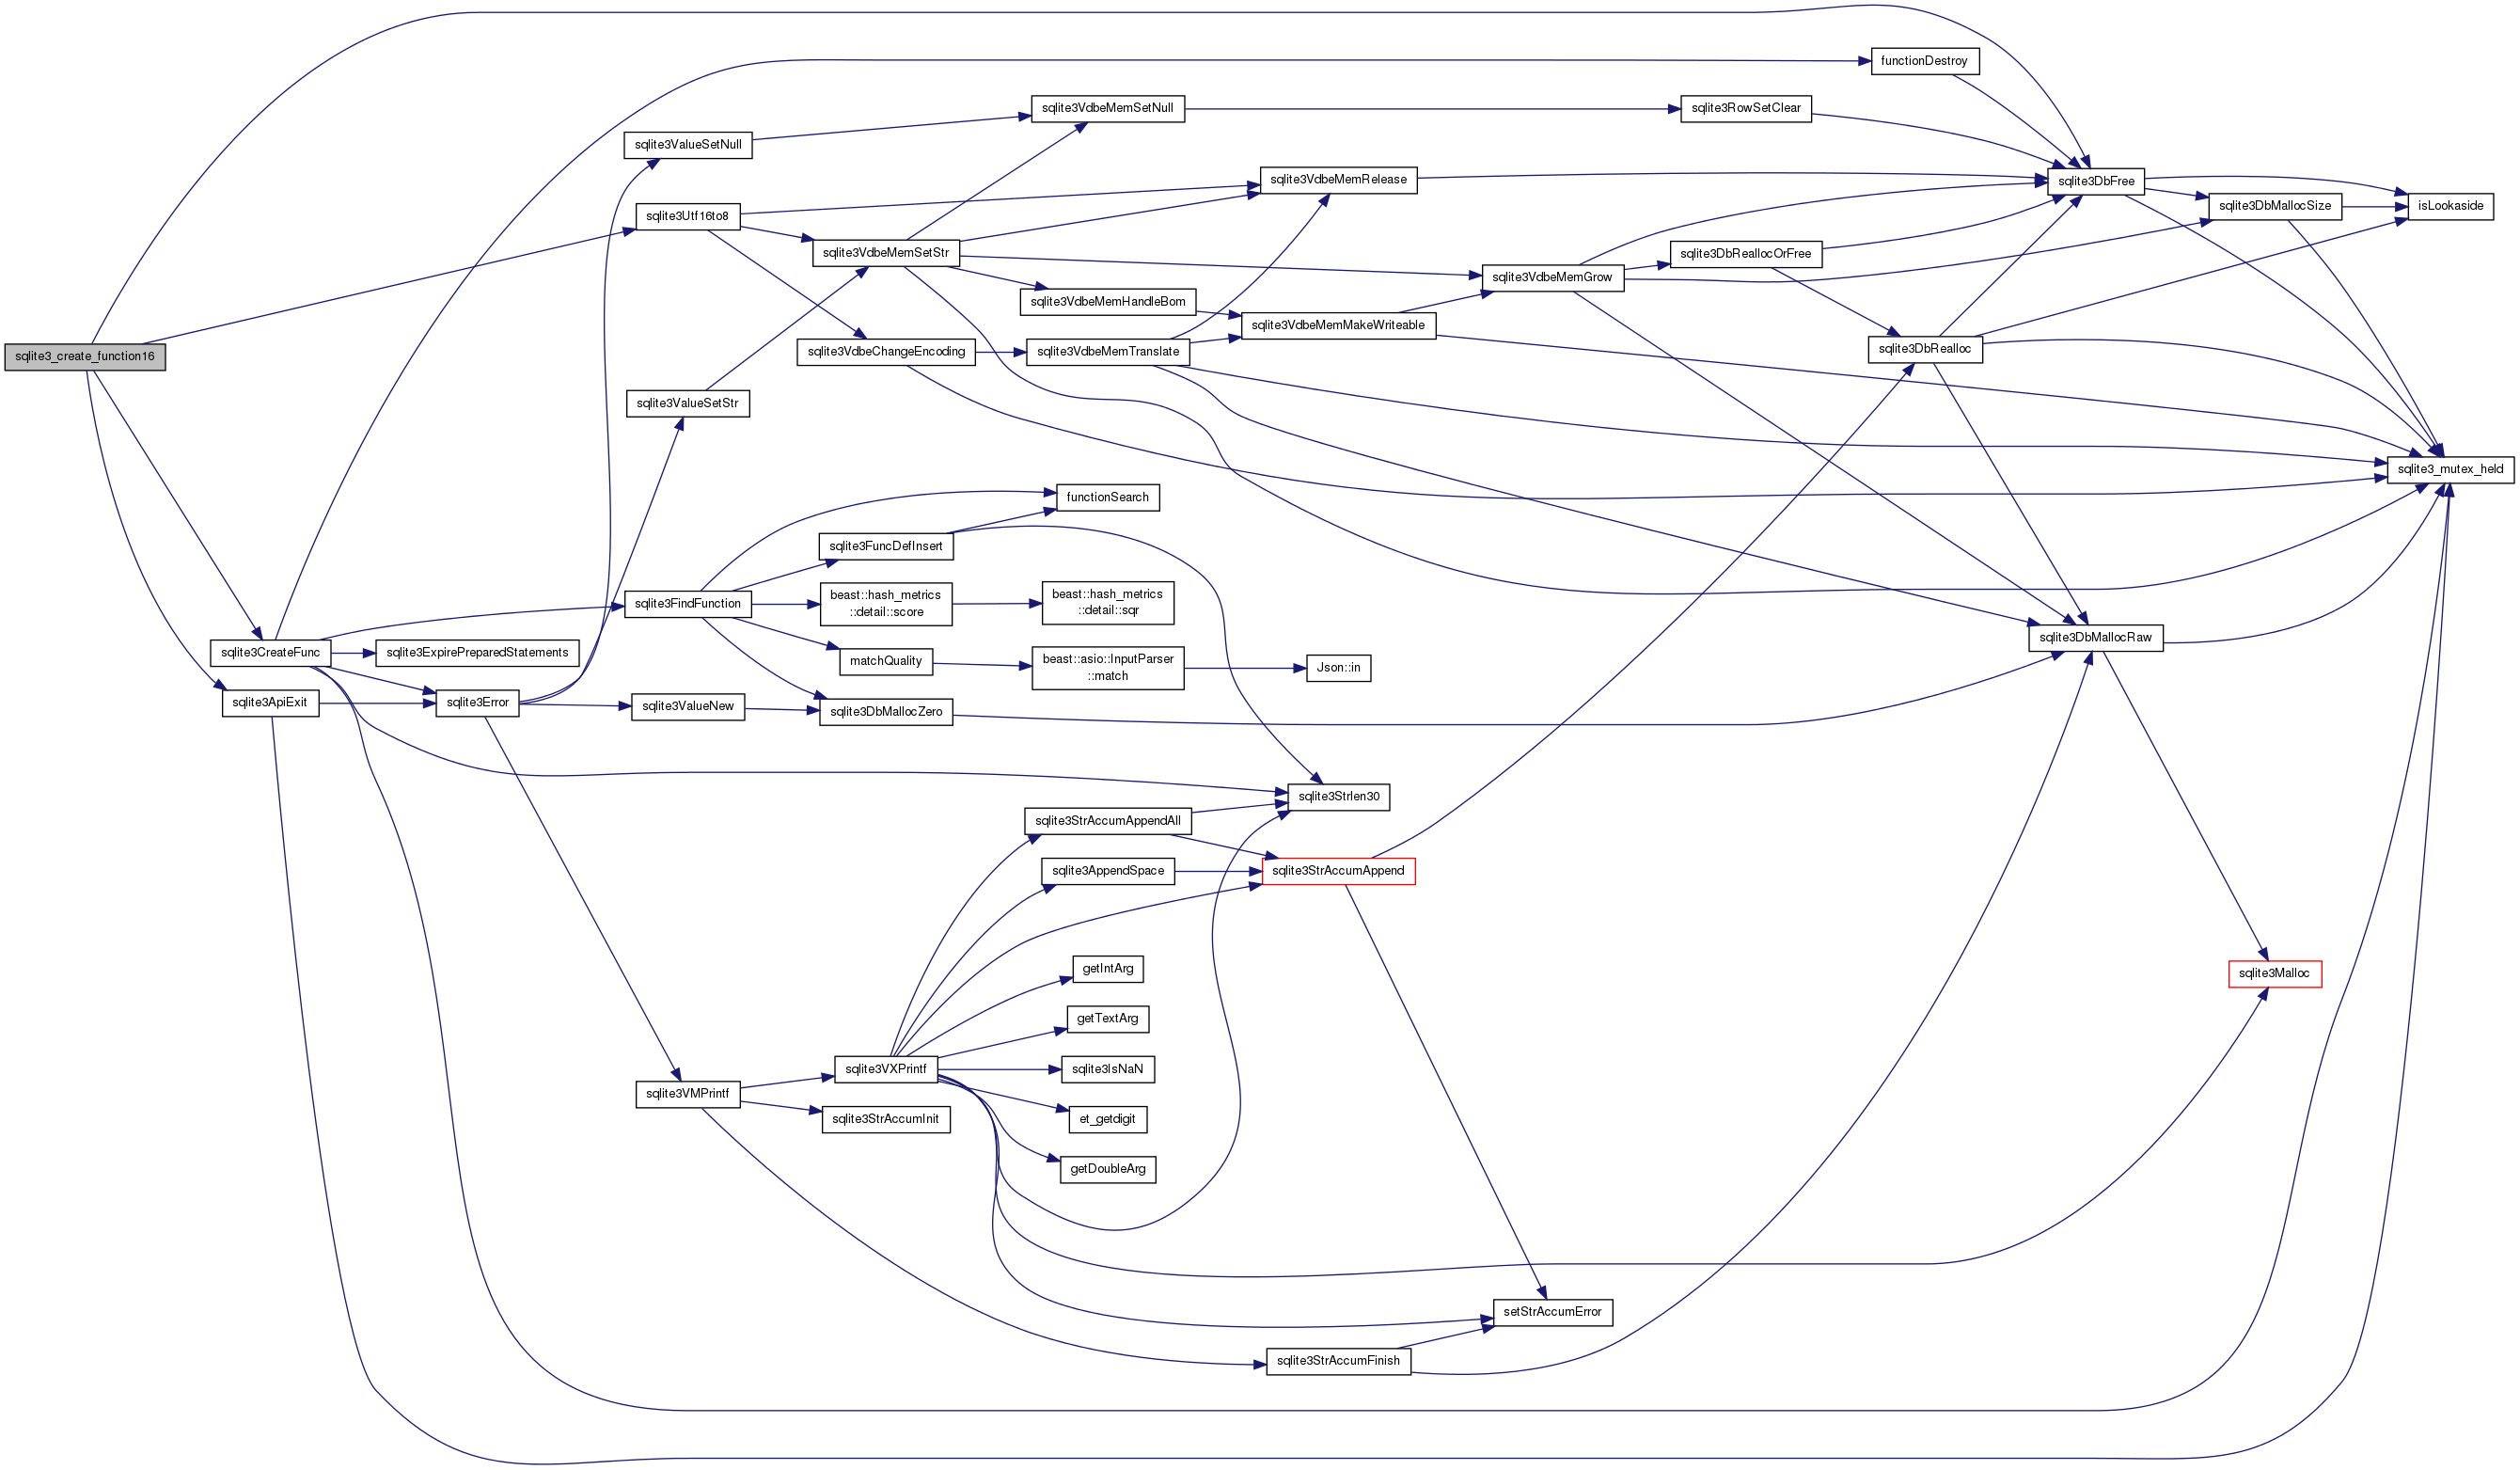 sqlite3_create_function16
sqlite3CreateFunc
sqlite3ApiExit
sqlite3ExpirePreparedStatements
sqlite3Error
sqlite3ValueSetNull
sqlite3Utf16to8
sqlite3ValueSetStr
sqlite3FindFunction
sqlite3ValueNew
sqlite3VMPrintf
sqlite3VdbeMemSetStr
sqlite3VdbeChangeEncoding
sqlite3FuncDefInsert
beast::hash_metrics
::detail::score
matchQuality
sqlite3DbMallocZero
sqlite3VXPrintf
sqlite3StrAccumInit
sqlite3VdbeMemSetNull
sqlite3VdbeMemHandleBom
sqlite3VdbeMemTranslate
functionSearch
beast::hash_metrics
::detail::sqr
beast::asio::InputParser
::match
sqlite3StrAccumAppendAll
sqlite3AppendSpace
getIntArg
getTextArg
sqlite3IsNaN
et_getdigit
getDoubleArg
sqlite3VdbeMemRelease
sqlite3VdbeMemMakeWriteable
Json::in
sqlite3Strlen30
sqlite3StrAccumAppend
sqlite3StrAccumFinish
sqlite3VdbeMemGrow
setStrAccumError
sqlite3RowSetClear
sqlite3DbReallocOrFree
functionDestroy
sqlite3DbRealloc
sqlite3DbFree
sqlite3DbMallocRaw
sqlite3DbMallocSize
sqlite3Malloc
isLookaside
sqlite3_mutex_held